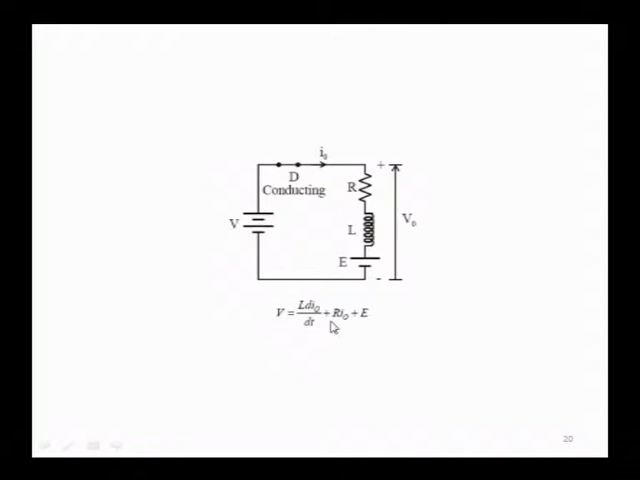 i₀
D
Conducting
+
R
V
L
V₀
E
-
V = Ldi₀/dt + Ri₀ + E
20